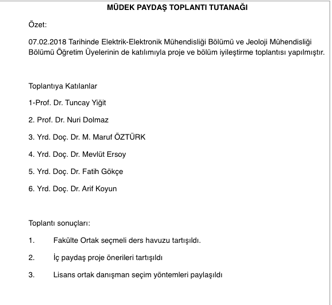 MÜDEK PAYDAŞ TOPLANTI TUTANAĞI
Özet:
07.02.2018 Tarihinde Elektrik-Elektronik Mühendisliği Bölümü ve Jeoloji Mühendisliği
Bölümü Öğretim Üyelerinin de katılımıyla proje ve bölüm iyileştirme toplantısı yapılmıştır.
Toplantıya Katılanlar
1-Prof. Dr. Tuncay Yiğit
2. Prof. Dr. Nuri Dolmaz
3. Yrd. Doç. Dr. M. Maruf ÖZTÜRK
4. Yrd. Doç. Dr. Mevlüt Ersoy
5. Yrd. Doç. Dr. Fatih Gökçe
6. Yrd. Doç. Dr. Arif Koyun
Toplantı sonuçları:
1. Fakülte Ortak seçmeli ders havuzu tartışıldı.
2. İç paydaş proje önerileri tartışıldı
3. Lisans ortak danışman seçim yöntemleri paylaşıldı